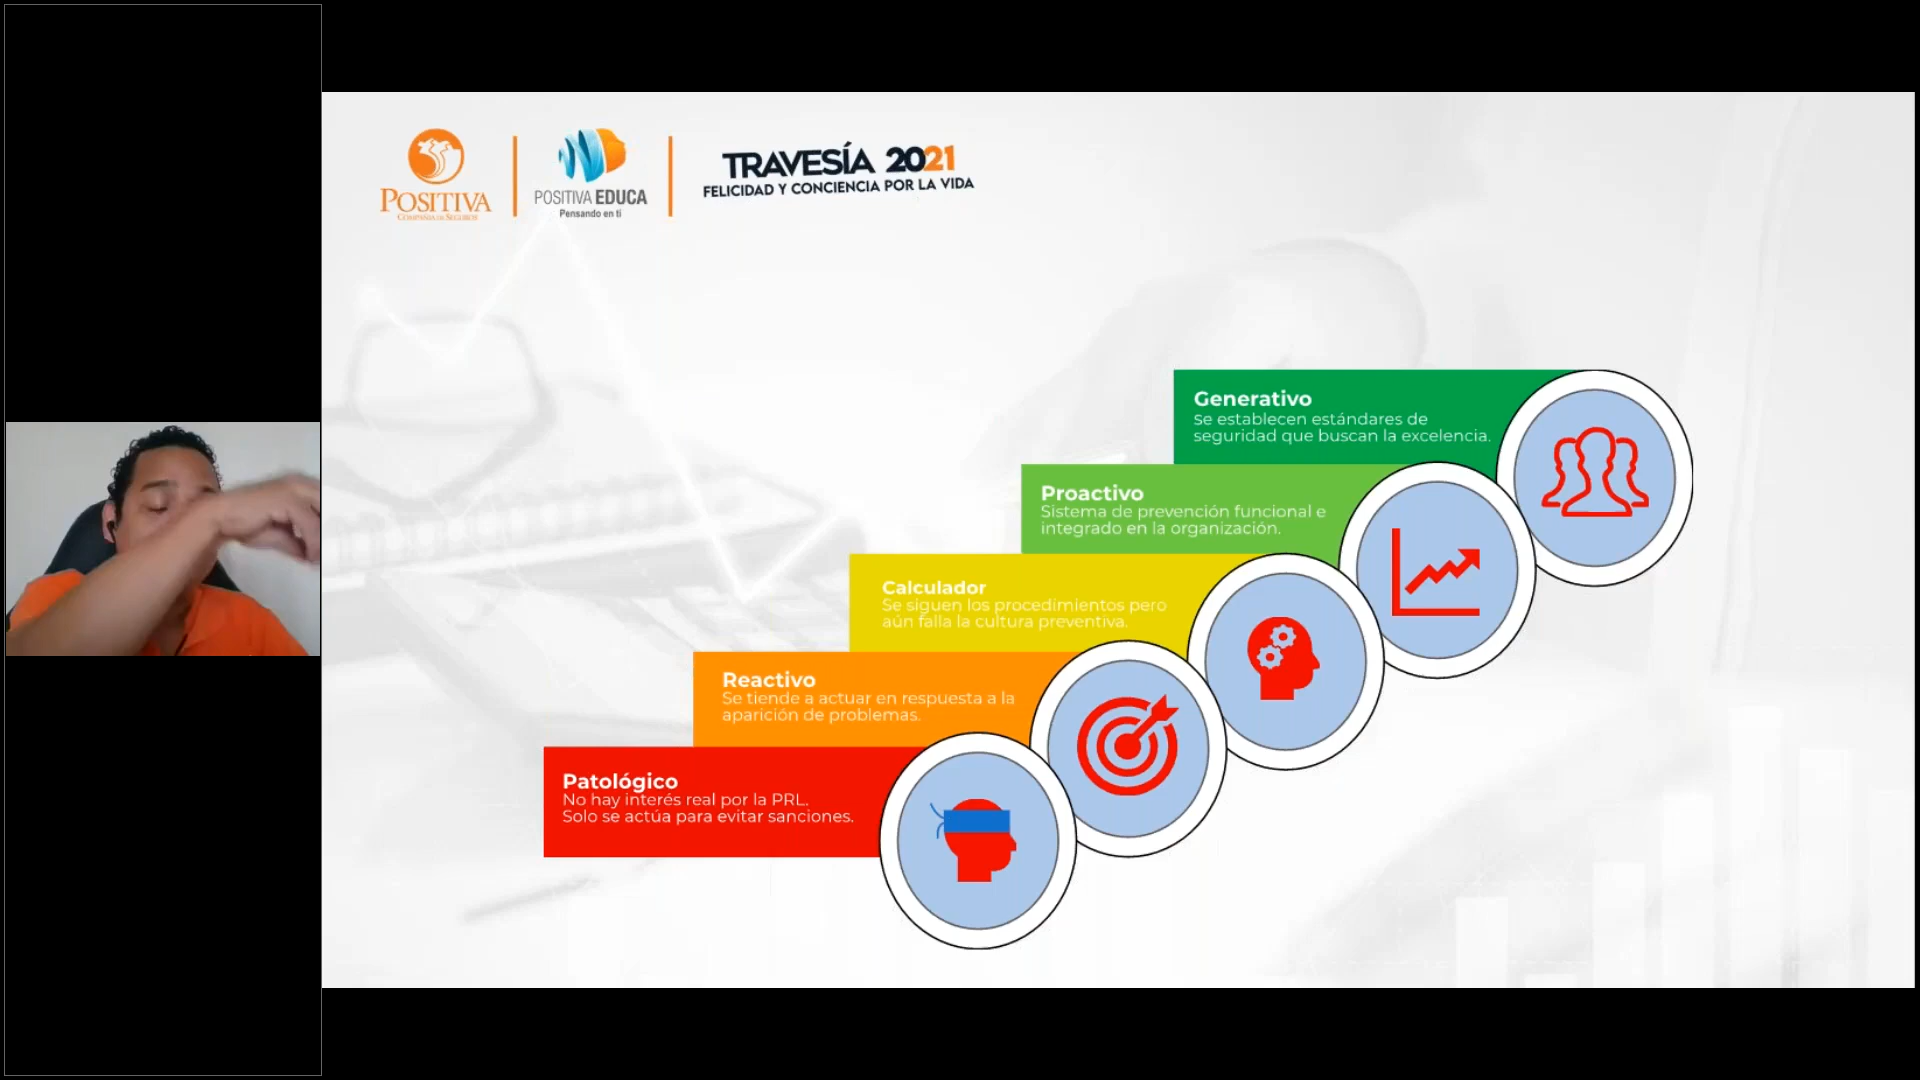 POSITIVA
COMPAÑÍA DE SEGUROS
POSITIVA EDUCA
Pensando en ti
TRAVESÍA 2021
FELICIDAD Y CONCIENCIA POR LA VIDA
Generativo
Se establecen estándares de
seguridad que buscan la excelencia.
Proactivo
Sistema de prevención funcional e
integrado en la organización.
Calculador
Se siguen los procedimientos pero
aún falla la cultura preventiva.
Reactivo
Se tiende a actuar en respuesta a la
aparición de problemas.
Patológico
No hay interés real por la PRL.
Solo se actúa para evitar sanciones.